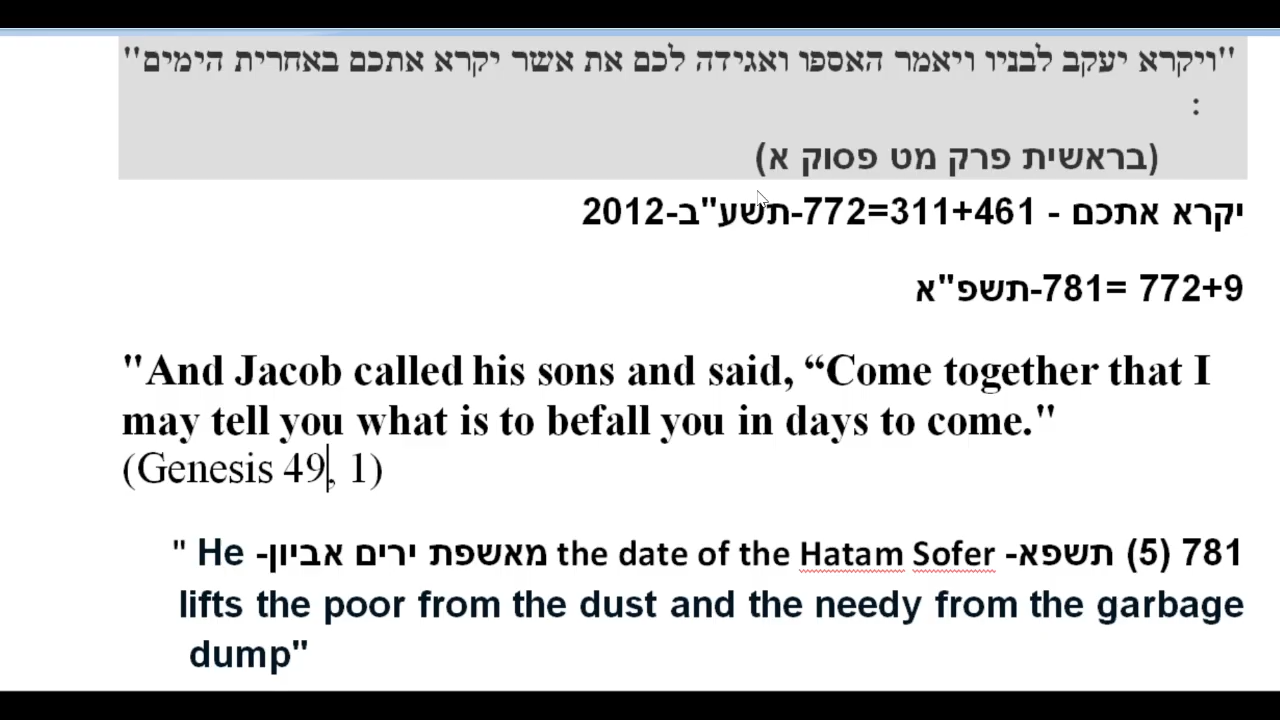 "ויקרא יעקב לבניו ויאמר האספו ואגידה לכם את אשר יקרא אתכם באחרית הימים"
:
(בראשית פרק מט פסוק א)
יקרא אתכם - 461+311=772-תשע"ב-2012
9+772 =781-תשפ"א
"And Jacob called his sons and said, “Come together that I
may tell you what is to befall you in days to come."
(Genesis 49, 1)
781 (5) תשפא- the date of the Hatam Sofer מאשפת ירים אביון- " He
lifts the poor from the dust and the needy from the garbage
dump"